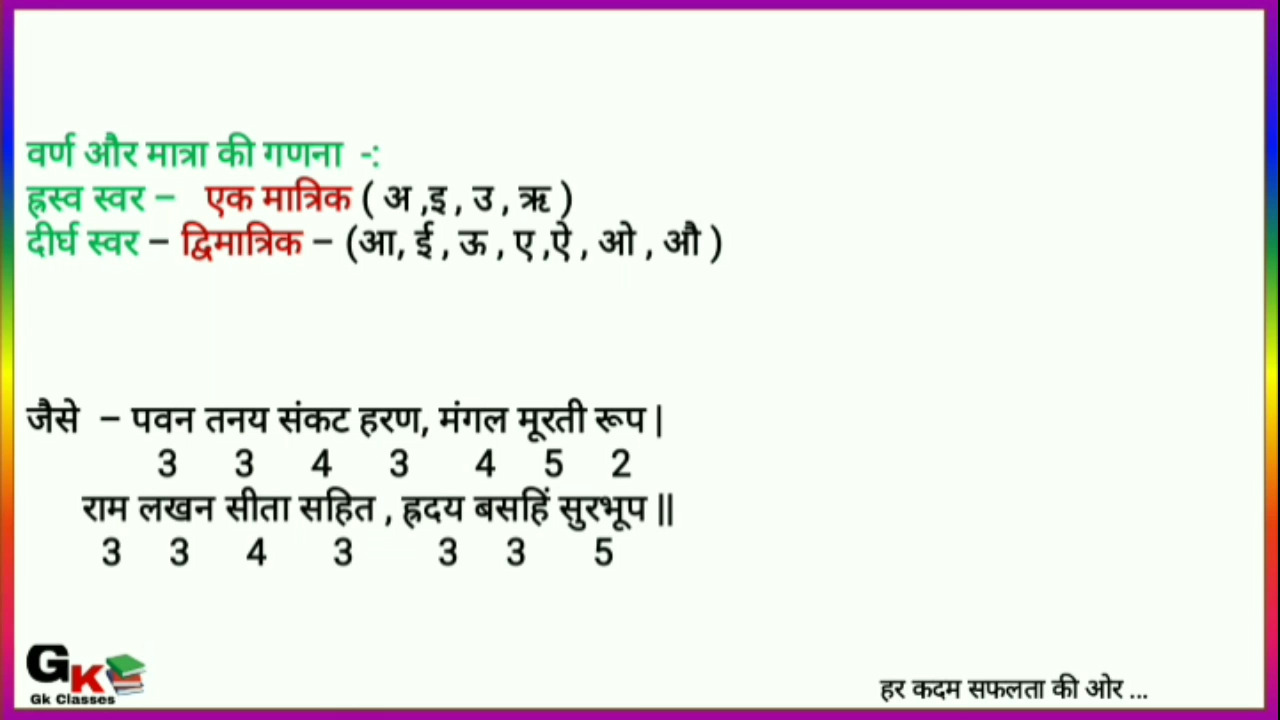 वर्ण और मात्रा की गणना -:
ह्रस्व स्वर – एक मात्रिक ( अ ,इ , उ , ऋ )
दीर्घ स्वर – द्विमात्रिक – (आ, ई , ऊ , ए ,ऐ , ओ , औ )
जैसे – पवन तनय संकट हरण, मंगल मूरती रूप |
3 3 4 3 4 5 2
राम लखन सीता सहित , ह्रदय बसहिं सुरभूप ||
3 3 4 3 3 3 5
GK
Gk Classes
हर कदम सफलता की ओर ...